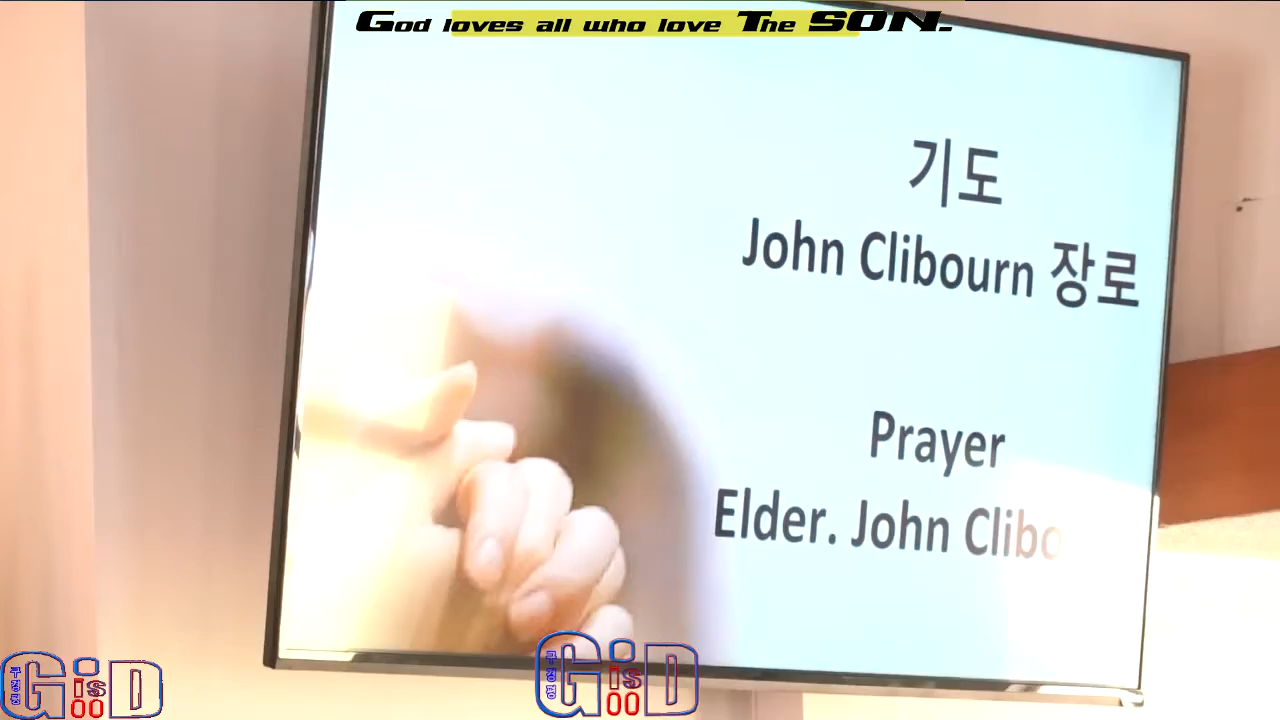 God loves all who love The SON.
기도
John Clibourn 장로
Prayer
Elder. John Clibo